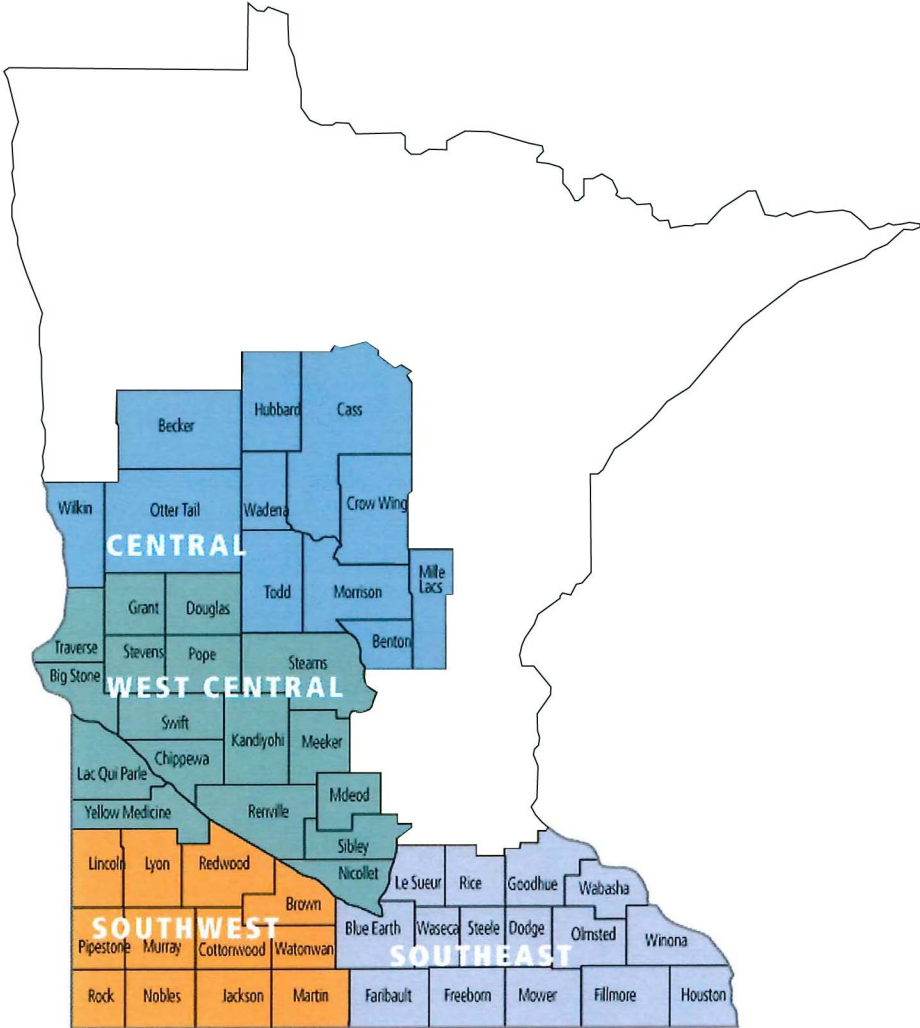 Hubbard
Cass
Becker
Wilkin
Otter Tail
Wadena
Crow Wing
CENTRAL
Mille
Lacs
Todd
Morrison
Grant
Douglas
Benton
Traverse
Stevens
Pope
Stearns
Big Stone
WEST CENTRAL
Swift
Kandiyohi
Meeker
Chippewa
Lac Qui Parle
Mcleod
Yellow Medicine
Renville
Sibley
Lincoln
Lyon
Redwood
Nicollet
Le Sueur
Rice
Goodhue
Wabasha
Brown
SOUTHWEST
Blue Earth
Waseca
Steele
Dodge
Olmsted
Winona
Pipestone
Murray
Cottonwood
Watonwan
SOUTHEAST
Rock
Nobles
Jackson
Martin
Faribault
Freeborn
Mower
Fillmore
Houston